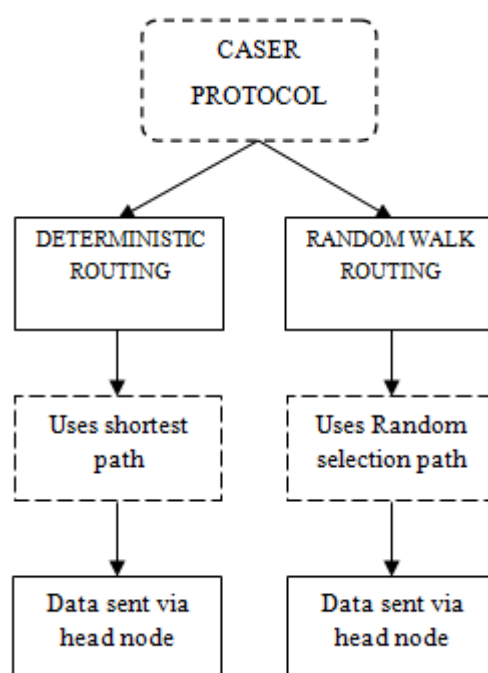 CASER
PROTOCOL
DETERMINISTIC
ROUTING
RANDOM WALK
ROUTING
Uses shortest
path
Uses Random
selection path
Data sent via
head node
Data sent via
head node